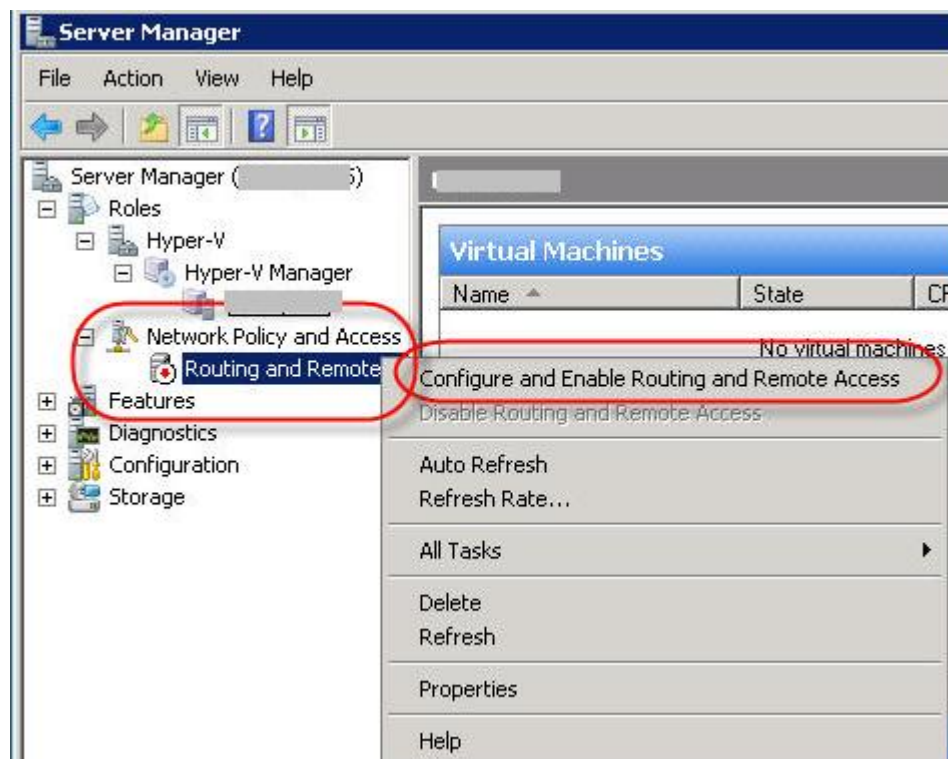 Server Manager
File Action View Help
Server Manager ( 5)
Roles
Hyper-V
Hyper-V Manager
Network Policy and Access
Routing and Remote
Features
Diagnostics
Configuration
Storage
Virtual Machines
Name State
No virtual machines
Configure and Enable Routing and Remote Access
Disable Routing and Remote Access
Auto Refresh
Refresh Rate...
All Tasks
Delete
Refresh
Properties
Help